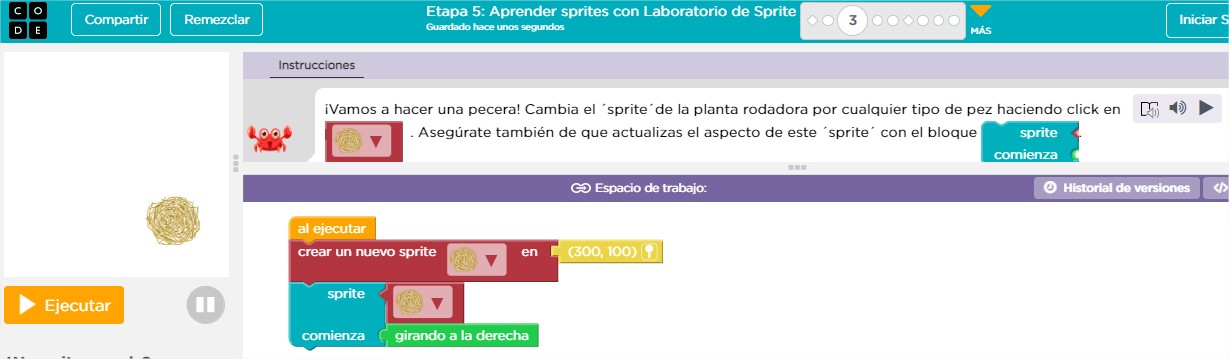 C O
D E
Compartir
Remezclar
Etapa 5: Aprender sprites con Laboratorio de Sprite
Guardado hace unos segundos
3
MÁS
Iniciar S
Instrucciones
¡Vamos a hacer una pecera! Cambia el ´sprite´de la planta rodadora por cualquier tipo de pez haciendo click en
. Asegúrate también de que actualizas el aspecto de este ´sprite´ con el bloque
sprite
comienza
Espacio de trabajo:
Historial de versiones
al ejecutar
crear un nuevo sprite en (300, 100)
sprite
comienza girando a la derecha
Ejecutar